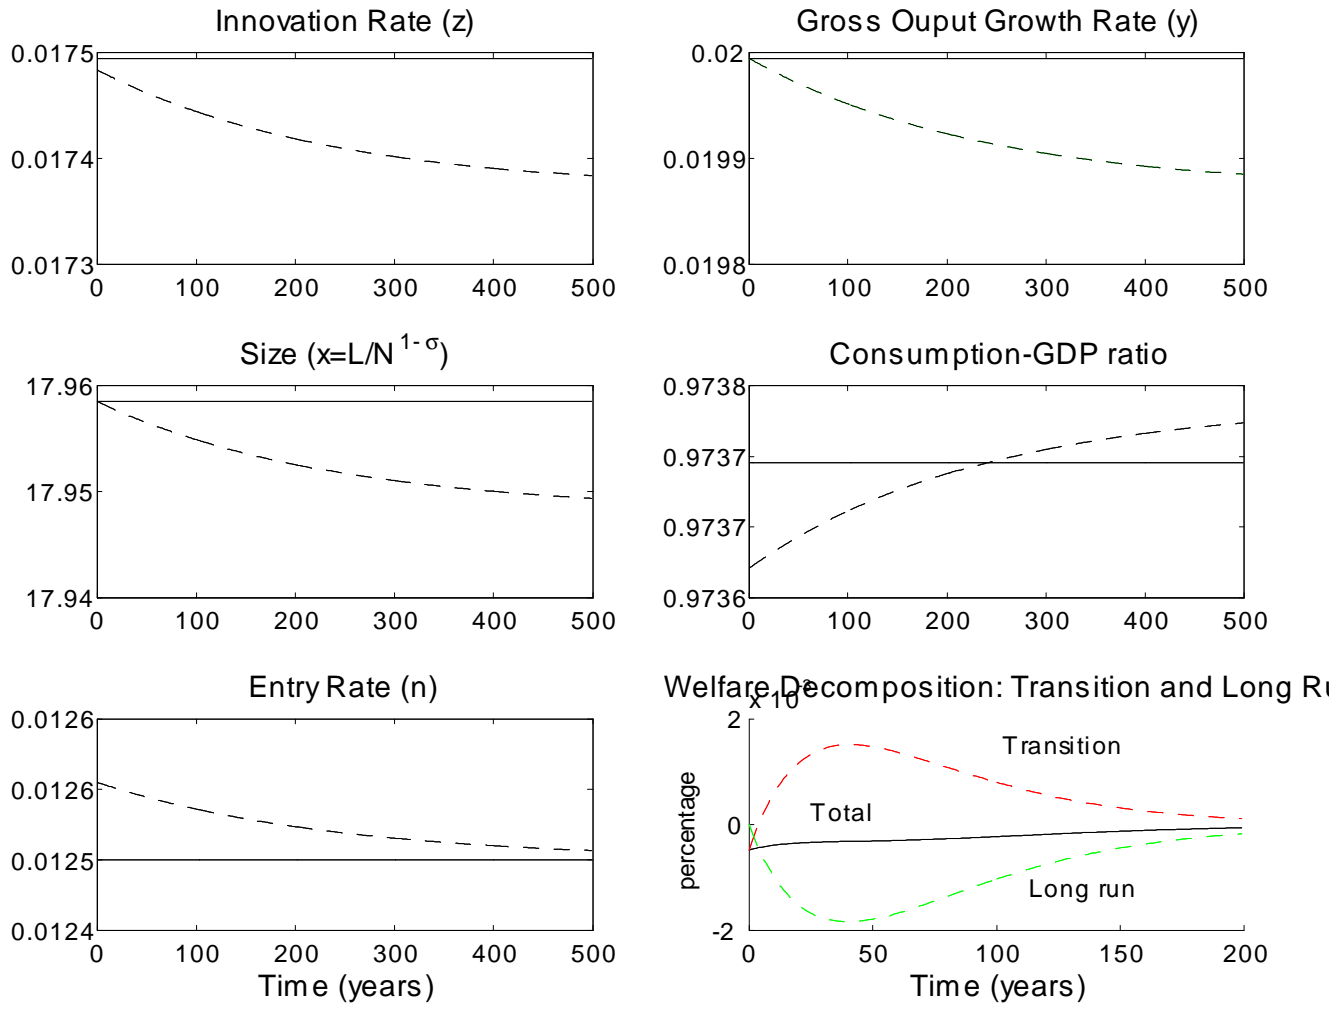 Innovation Rate (z)
0.0175
0.0174
0.0173
0 100 200 300 400 500
Gross Ouput Growth Rate (y)
0.02
0.0199
0.0198
0 100 200 300 400 500
Size (x=L/N^{1-σ})
17.96
17.95
17.94
0 100 200 300 400 500
Consumption-GDP ratio
0.9738
0.9737
0.9737
0.9736
0 100 200 300 400 500
Entry Rate (n)
0.0126
0.0126
0.0125
0.0124
0 100 200 300 400 500
Time (years)
Welfare Decomposition: Transition and Long Ru
x 10
2
0
-2
percentage
Transition
Total
Long run
0 50 100 150 200
Time (years)